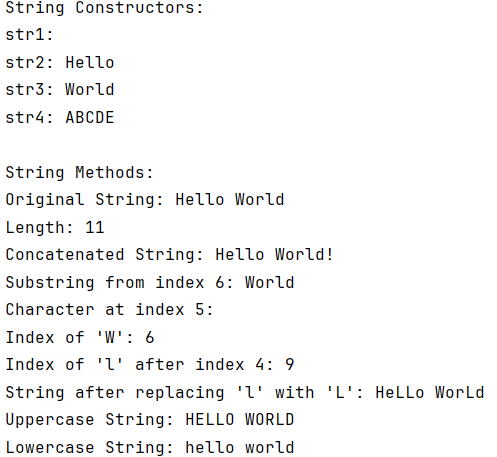 String Constructors:
str1:
str2: Hello
str3: World
str4: ABCDE
String Methods:
Original String: Hello World
Length: 11
Concatenated String: Hello World!
Substring from index 6: World
Character at index 5:
Index of 'W': 6
Index of 'l' after index 4: 9
String after replacing 'l' with 'L': HeLLo WorLd
Uppercase String: HELLO WORLD
Lowercase String: hello world